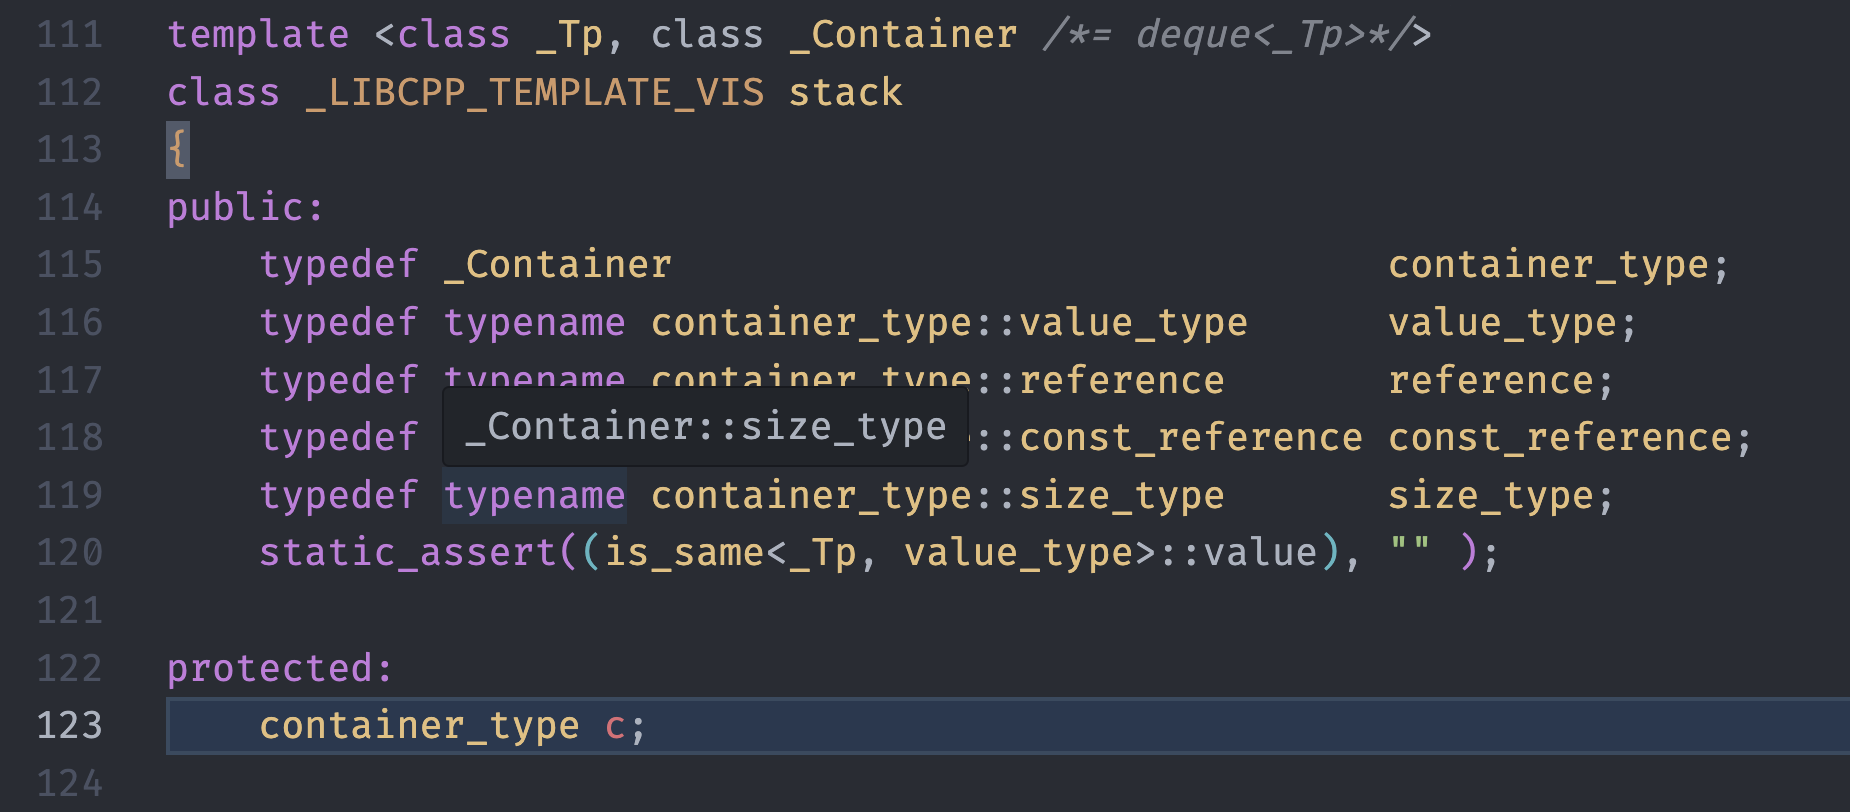 111 template <class _Tp, class _Container /*= deque<_Tp>*/>
112 class _LIBCPP_TEMPLATE_VIS stack
113 {
114 public:
115     typedef _Container                               container_type;
116     typedef typename container_type::value_type      value_type;
117     typedef typename container_type::reference       reference;
_Container::size_type
118     typedef ::const_reference const_reference;
119     typedef typename container_type::size_type       size_type;
120     static_assert((is_same<_Tp, value_type>::value), "" );
121
122 protected:
123     container_type c;
124